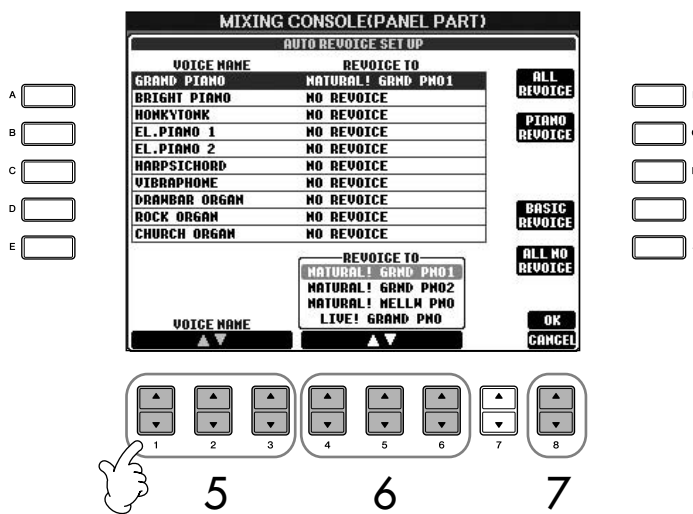 MIXING CONSOLE(PANEL PART)
AUTO REVOICE SET UP
VOICE NAME REVOICE TO
GRAND PIANO NATURAL! GRND PNO1
BRIGHT PIANO NO REVOICE
HONKYTONK NO REVOICE
EL.PIANO 1 NO REVOICE
EL.PIANO 2 NO REVOICE
HARPSICHORD NO REVOICE
VIBRAPHONE NO REVOICE
DRAWBAR ORGAN NO REVOICE
ROCK ORGAN NO REVOICE
CHURCH ORGAN NO REVOICE
ALL
REVOICE
PIANO
REVOICE
BASIC
REVOICE
ALL NO
REVOICE
REVOICE TO
NATURAL! GRND PNO1
NATURAL! GRND PNO2
NATURAL! MELLW PNO
LIVE! GRAND PNO
VOICE NAME
OK
CANCEL
A
B
C
D
E
1 2 3 4 5 6 7 8
5 6 7